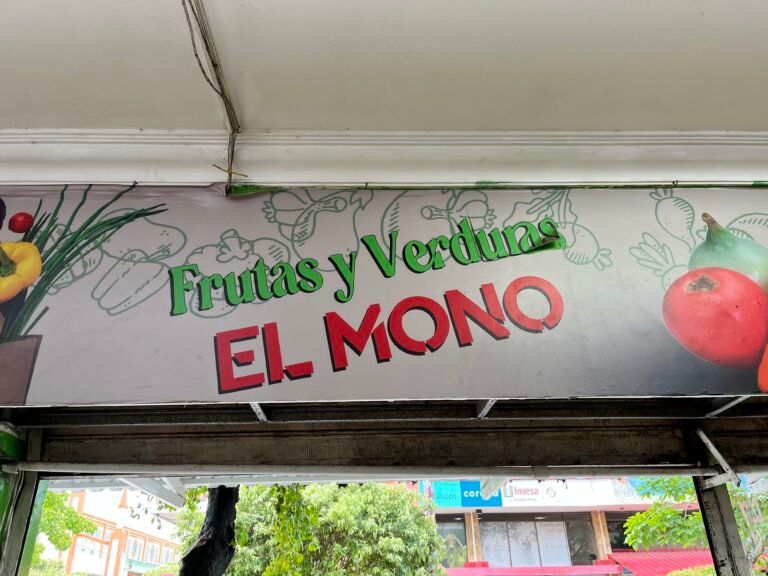 Frutas y Verduras
EL MONO
Invesa